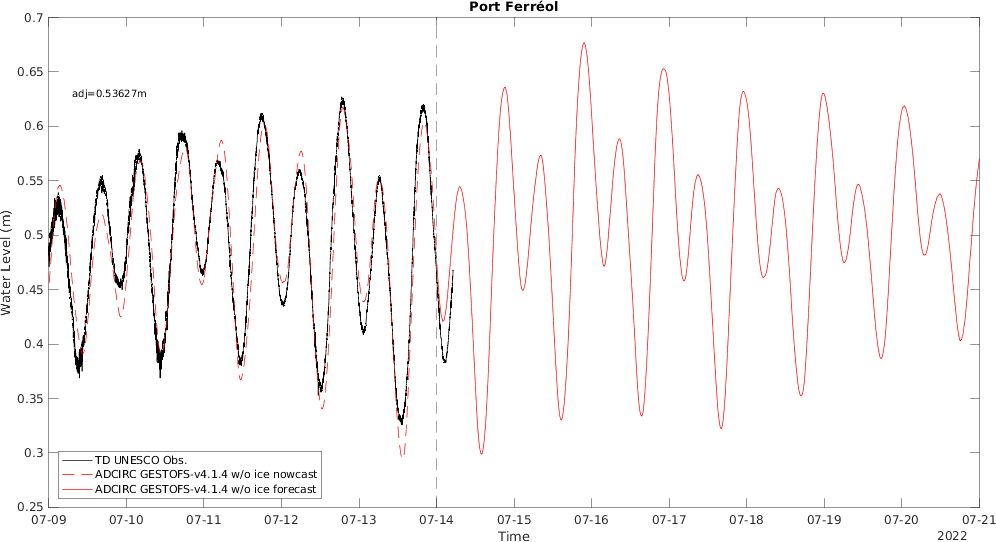 Port Ferréol
0.7
0.65
0.6
0.55
0.5
0.45
0.4
0.35
0.3
0.25
Water Level (m)
adj=0.53627m
TD UNESCO Obs.
ADCIRC GESTOFS-v4.1.4 w/o ice nowcast
ADCIRC GESTOFS-v4.1.4 w/o ice forecast
07-09 07-10 07-11 07-12 07-13 07-14 07-15 07-16 07-17 07-18 07-19 07-20 07-21
Time
2022